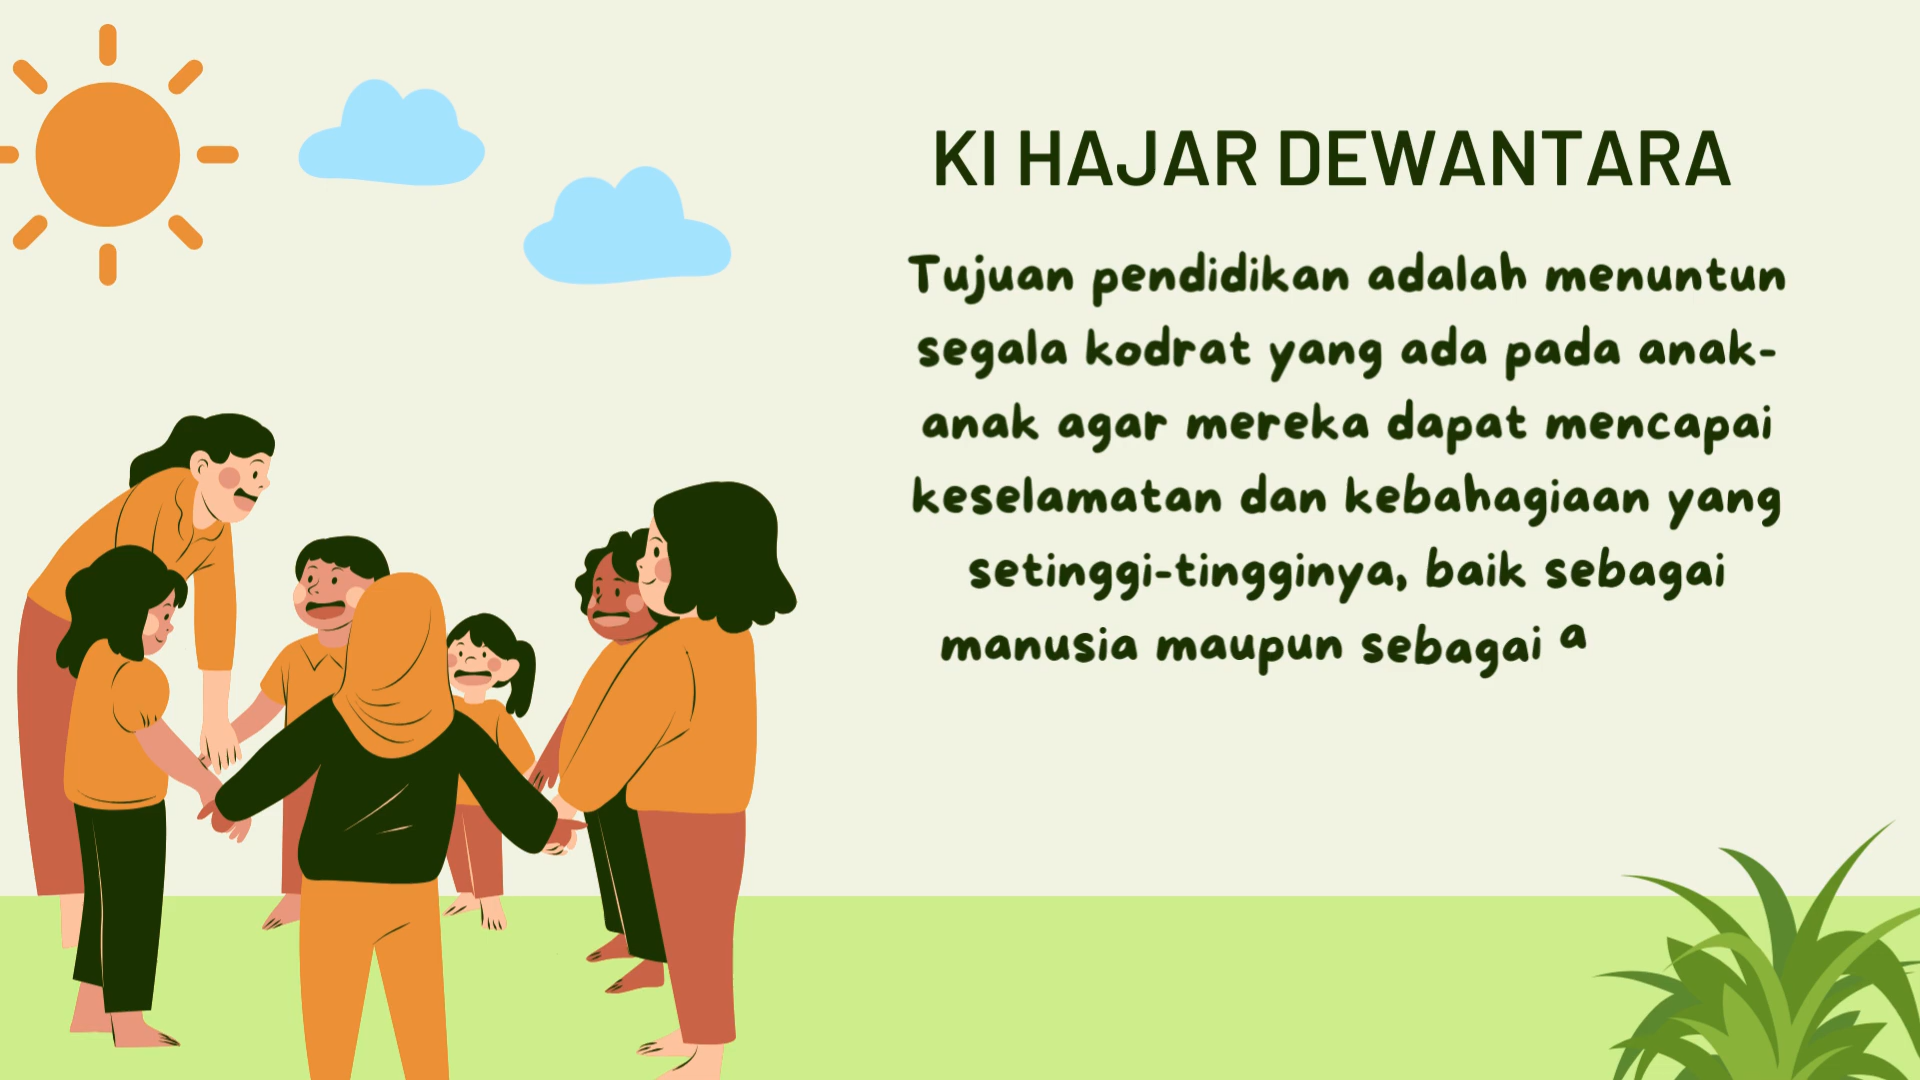 KI HAJAR DEWANTARA
Tujuan pendidikan adalah menuntun
segala kodrat yang ada pada anak-
anak agar mereka dapat mencapai
keselamatan dan kebahagiaan yang
setinggi-tingginya, baik sebagai
manusia maupun sebagai a